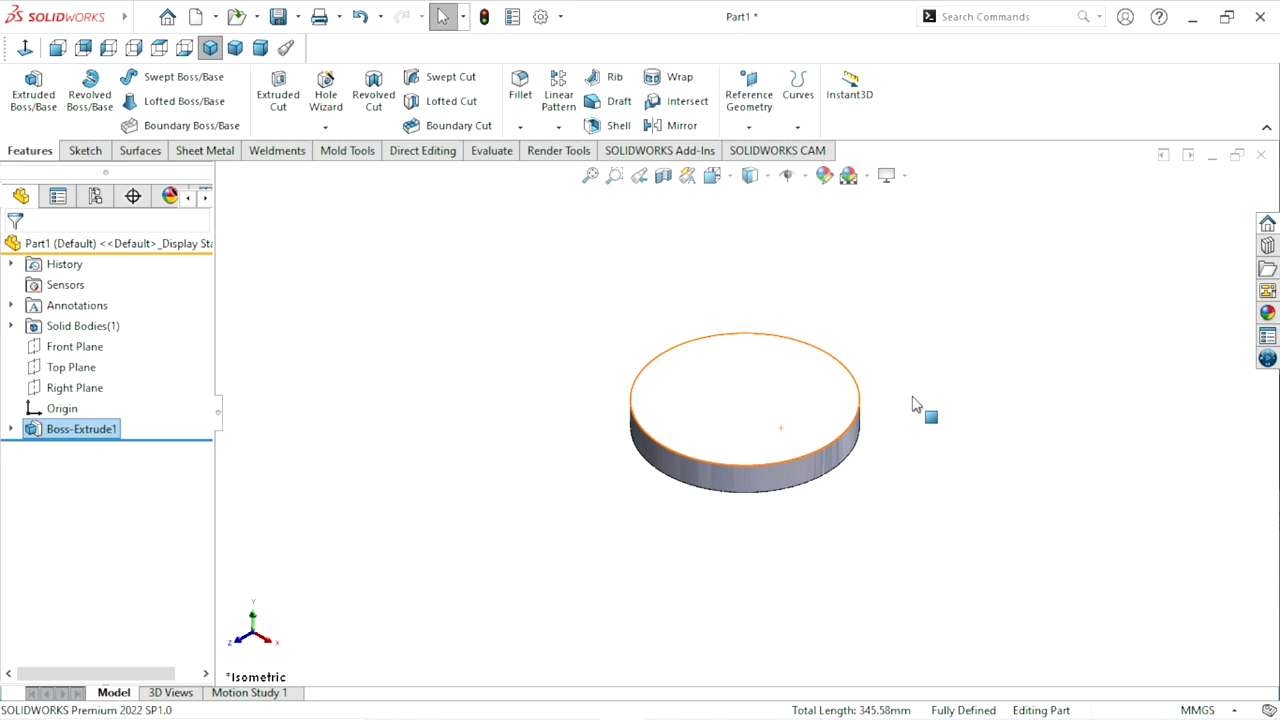 SOLIDWORKS
Part1 *
Search Commands
Extruded Boss/Base
Revolved Boss/Base
Swept Boss/Base
Lofted Boss/Base
Boundary Boss/Base
Extruded Cut
Hole Wizard
Revolved Cut
Swept Cut
Lofted Cut
Boundary Cut
Fillet
Linear Pattern
Rib
Draft
Shell
Wrap
Intersect
Mirror
Reference Geometry
Curves
Instant3D
Features
Sketch
Surfaces
Sheet Metal
Weldments
Mold Tools
Direct Editing
Evaluate
Render Tools
SOLIDWORKS Add-Ins
SOLIDWORKS CAM
Part1 (Default) <<Default>_Display Sta
History
Sensors
Annotations
Solid Bodies(1)
Front Plane
Top Plane
Right Plane
Origin
Boss-Extrude1
Y
Z
X
*Isometric
Model
3D Views
Motion Study 1
SOLIDWORKS Premium 2022 SP1.0
Total Length: 345.58mm
Fully Defined
Editing Part
MMGS